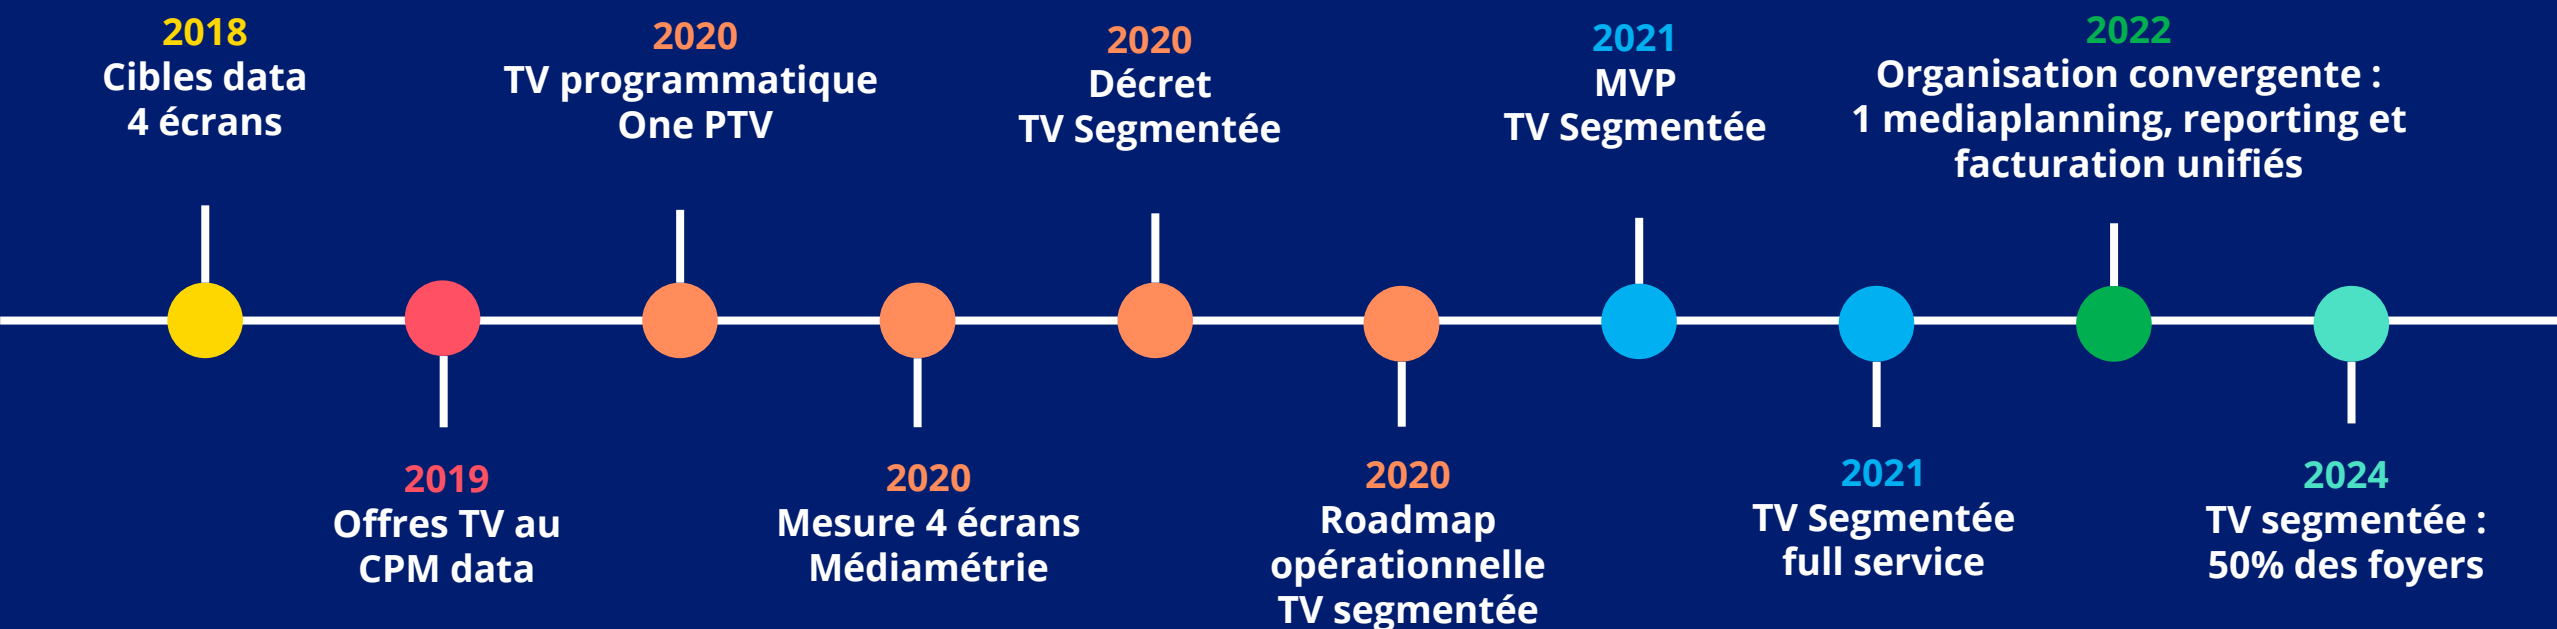 2018
Cibles data
4 écrans
2019
Offres TV au
CPM data
2020
TV programmatique
One PTV
2020
Mesure 4 écrans
Médiamétrie
2020
Décret
TV Segmentée
2020
Roadmap
opérationnelle
TV segmentée
2021
MVP
TV Segmentée
2021
TV Segmentée
full service
2022
Organisation convergente :
1 mediaplanning, reporting et
facturation unifiés
2024
TV segmentée :
50% des foyers